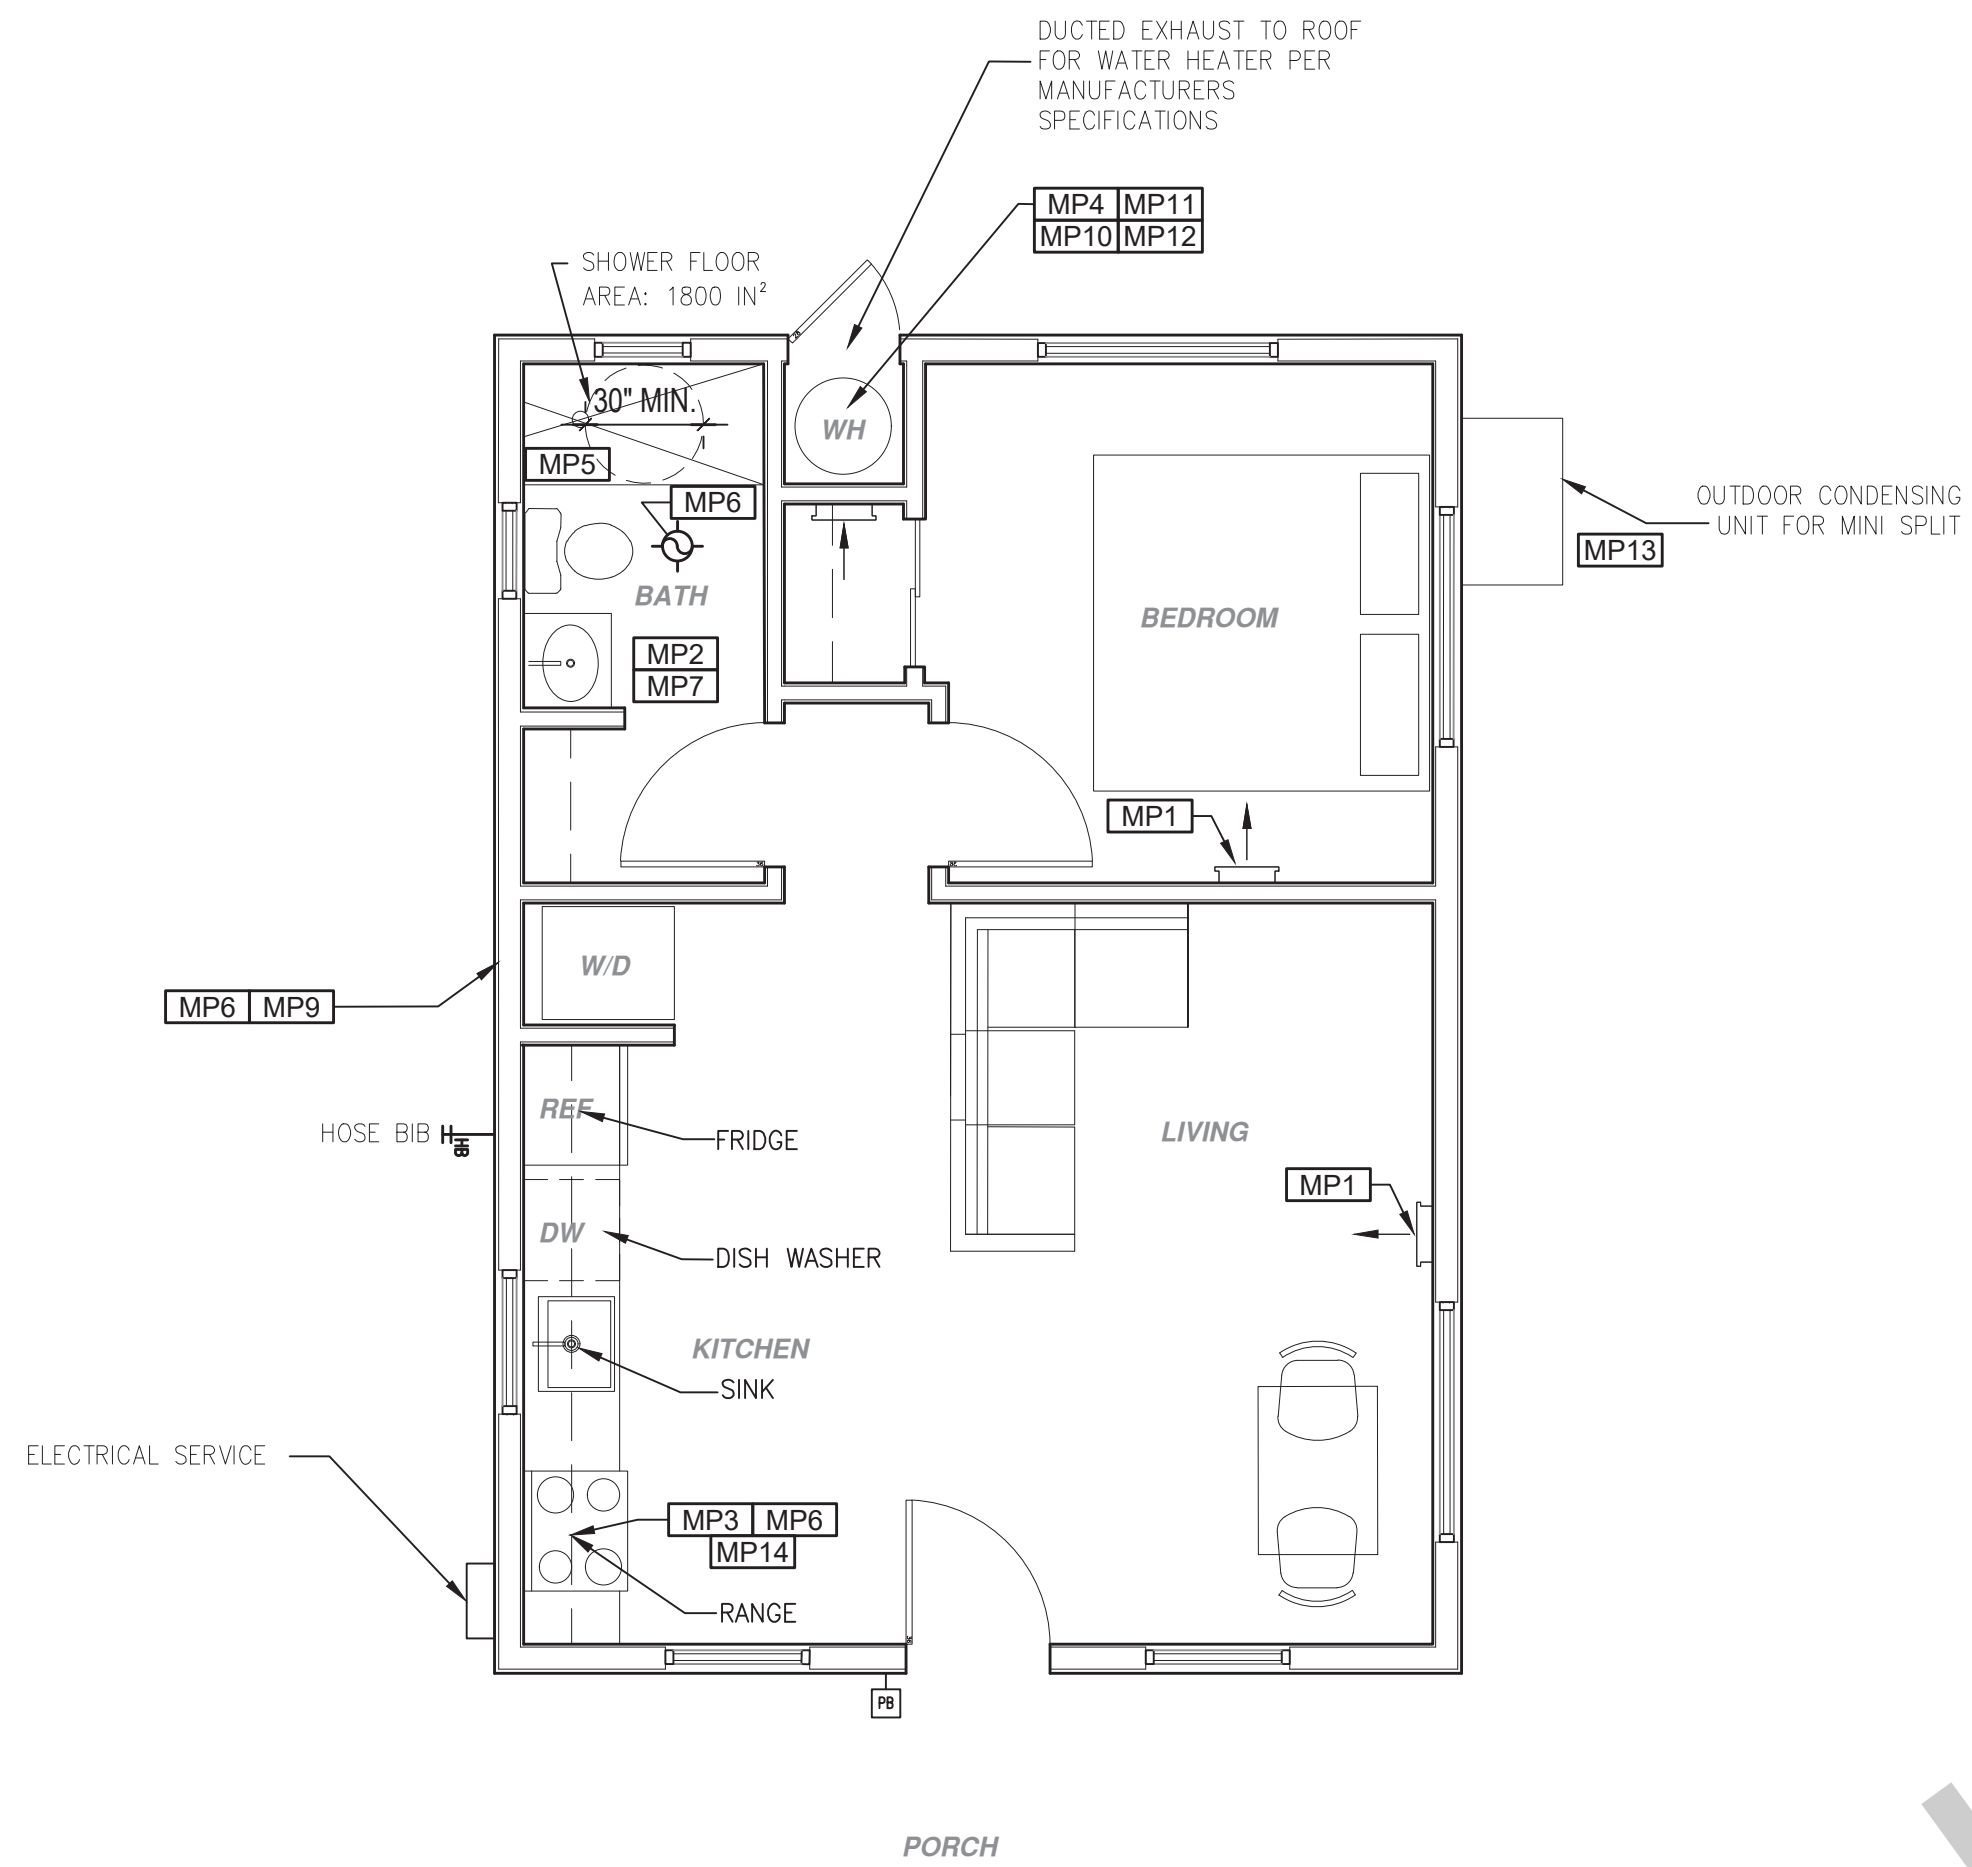 DUCTED EXHAUST TO ROOF
FOR WATER HEATER PER
MANUFACTURERS
SPECIFICATIONS
MP4 MP11
MP10 MP12
SHOWER FLOOR
AREA: 1800 IN²
30" MIN.
WH
MP5
MP6
OUTDOOR CONDENSING
UNIT FOR MINI SPLIT
MP13
BATH
BEDROOM
MP2
MP7
MP1
36
36
W/D
MP6 MP9
REF
FRIDGE
HOSE BIB
HB
LIVING
MP1
DW
DISH WASHER
KITCHEN
SINK
ELECTRICAL SERVICE
MP3 MP6
MP14
RANGE
36
PB
PORCH